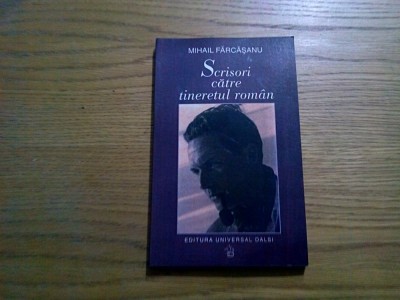 MIHAIL FĂRCĂȘANU
Scrisori
către
tineretul român
EDITURA UNIVERSAL DALSI